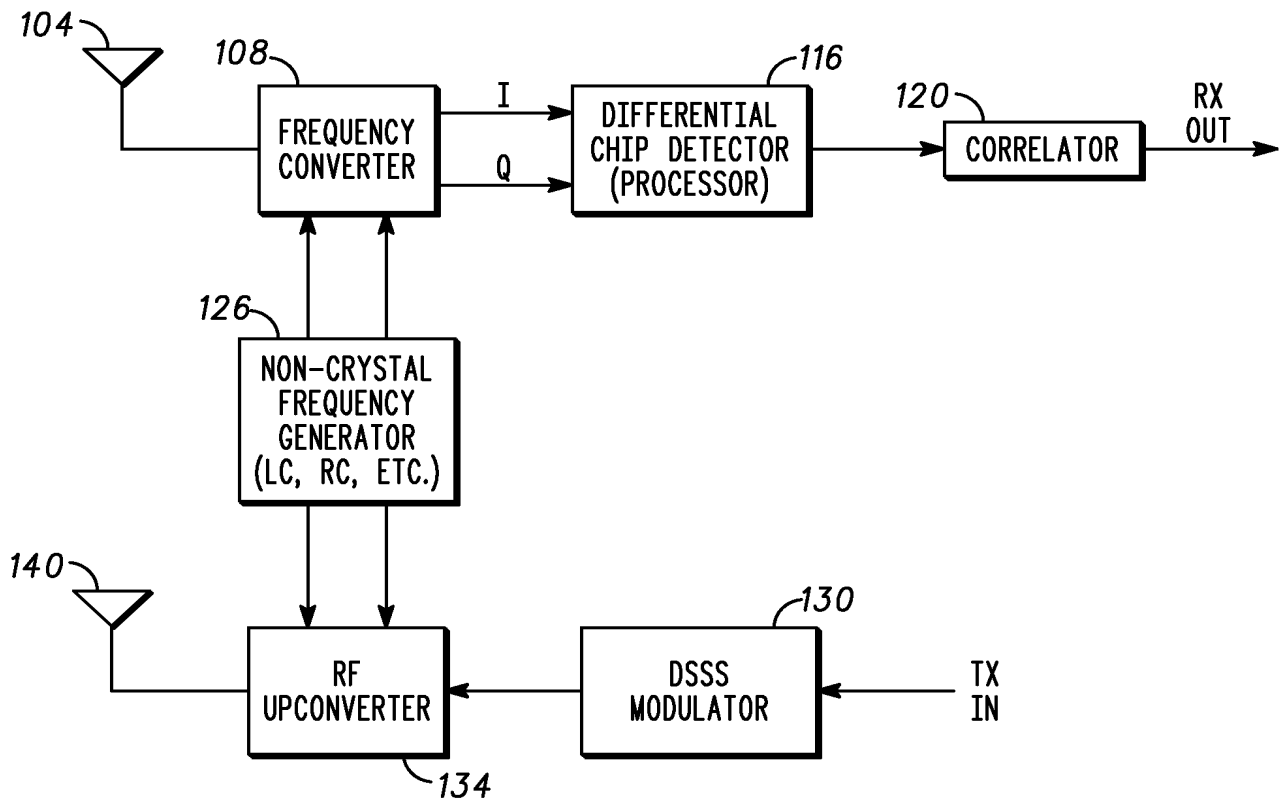 104
108
I
Q
116
120
RX
OUT
FREQUENCY
CONVERTER
DIFFERENTIAL
CHIP DETECTOR
(PROCESSOR)
CORRELATOR
126
NON-CRYSTAL
FREQUENCY
GENERATOR
(LC, RC, ETC.)
140
130
RF
UPCONVERTER
DSSS
MODULATOR
TX
IN
134